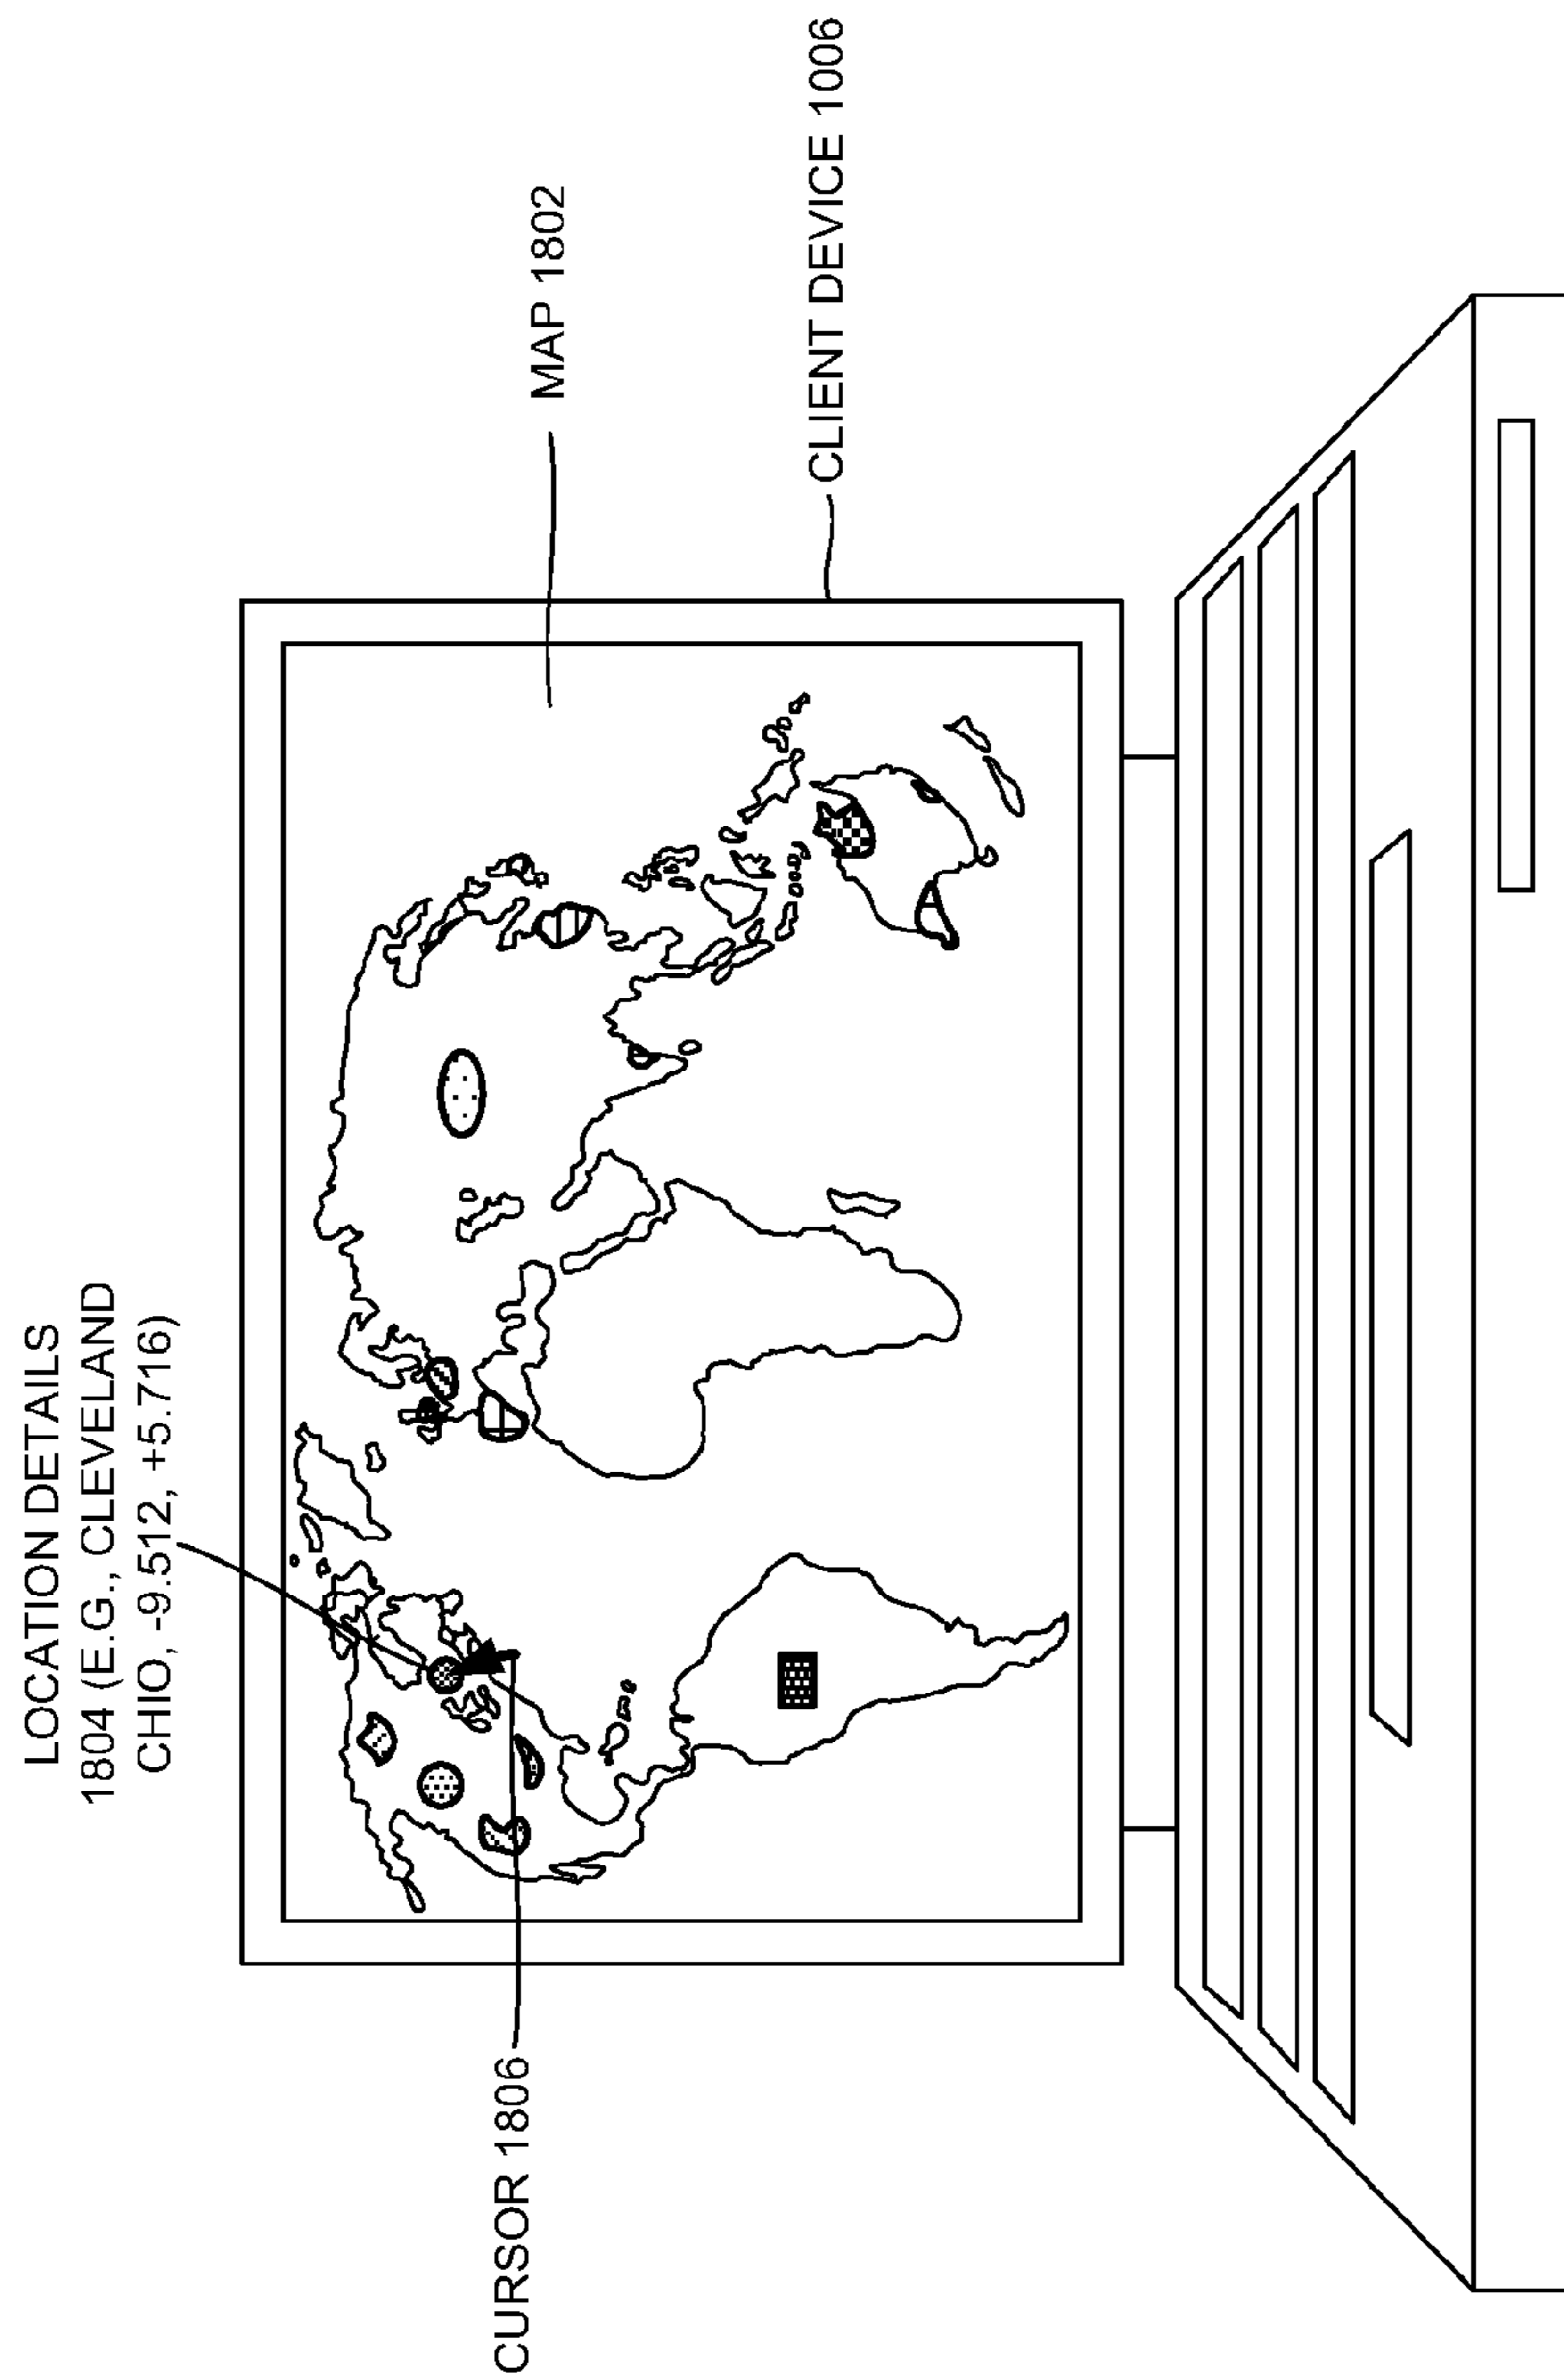 LOCATION DETAILS
1804 (E.G., CLEVELAND
CHIO, -9.512, +5.716)
CURSOR 1806
MAP 1802
CLIENT DEVICE 1006